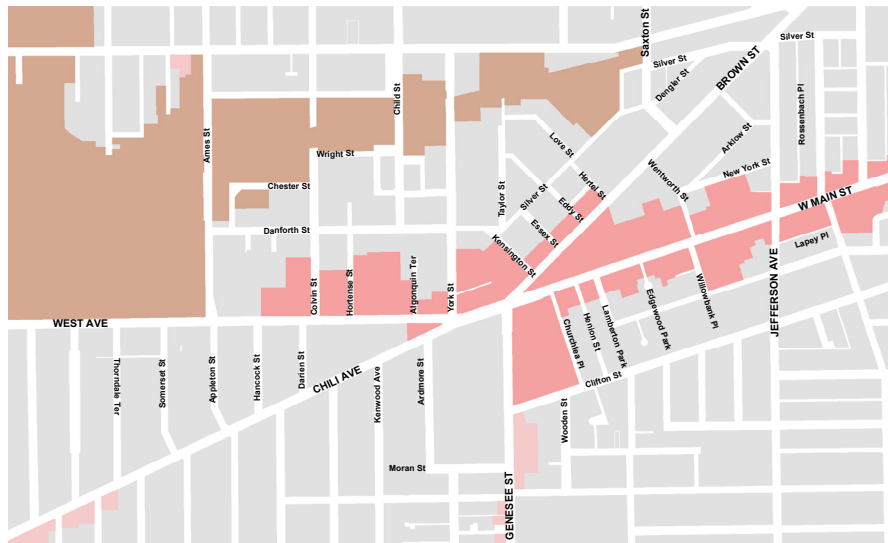 Saxton St
Silver St
Silver St
BROWN ST
Dengler St
Child St
Rossenbach Pl
Ames St
Arklow St
Love St
Wright St
Wentworth St
New York St
Hertel St
Chester St
Silver St
Eddy St
Taylor St
W MAIN ST
Essex St
Danforth St
Kensington St
Lapey Pl
Algonquin Ter
Colvin St
Hortense St
York St
JEFFERSON AVE
Willowbank Pl
Edgewood Park
WEST AVE
Lamberton Park
Henion St
Churchlea Pl
Thorndale Ter
Somerset St
Appleton St
Hancock St
Darien St
CHILI AVE
Kenwood Ave
Ardmore St
Clifton St
Wooden St
Moran St
GENESEE ST